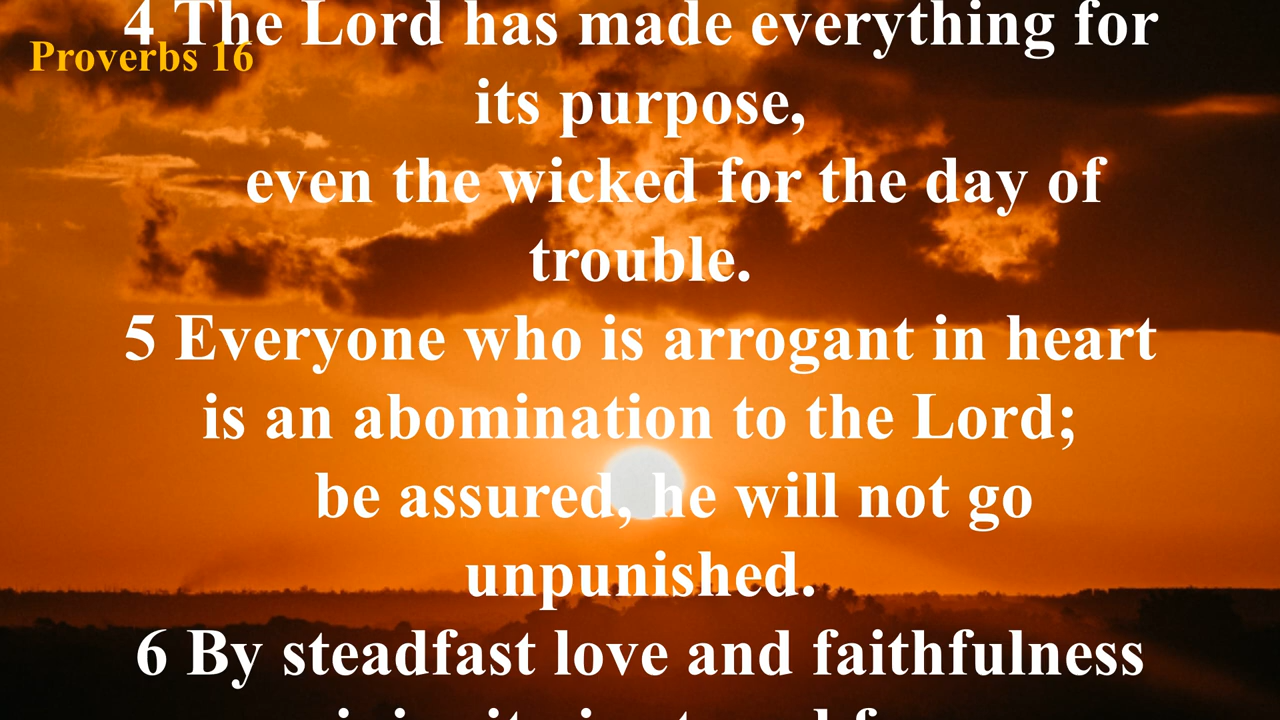 4 The Lord has made everything for
Proverbs 16
its purpose,
even the wicked for the day of
trouble.
5 Everyone who is arrogant in heart
is an abomination to the Lord;
be assured, he will not go
unpunished.
6 By steadfast love and faithfulness